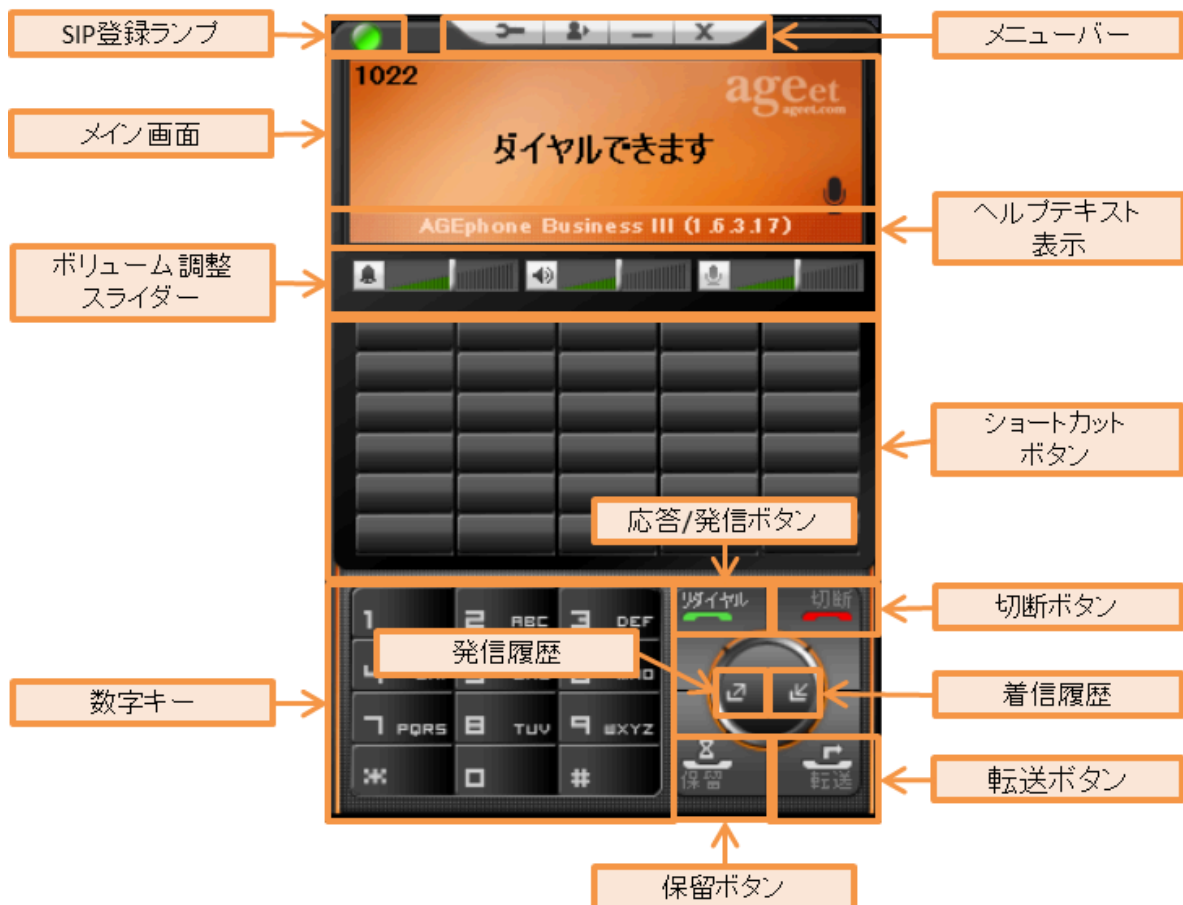 SIP登録ランプ
メニューバー
1022
ageet
ageet.com
メイン画面
ダイヤルできます
ヘルプテキスト
表示
AGEphone Business III (1.6.3.17)
ボリューム調整
スライダー
ショートカット
ボタン
応答/発信ボタン
リダイヤル
切断
切断ボタン
1
2 ABC
3 DEF
発信履歴
着信履歴
数字キー
7 PQRS
8 TUV
9 WXYZ
保留
転送
転送ボタン
*
0
#
保留ボタン